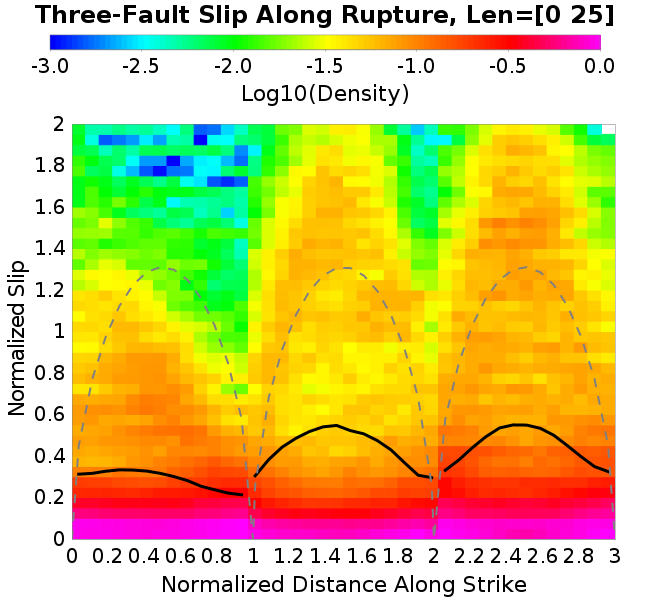 Three-Fault Slip Along Rupture, Len=[0 25]
-3.0 -2.5 -2.0 -1.5 -1.0 -0.5 0.0
Log10(Density)
2
1.8
1.6
1.4
1.2
1
0.8
0.6
0.4
0.2
0
Normalized Slip
0 0.2 0.4 0.6 0.8 1 1.2 1.4 1.6 1.8 2 2.2 2.4 2.6 2.8 3
Normalized Distance Along Strike